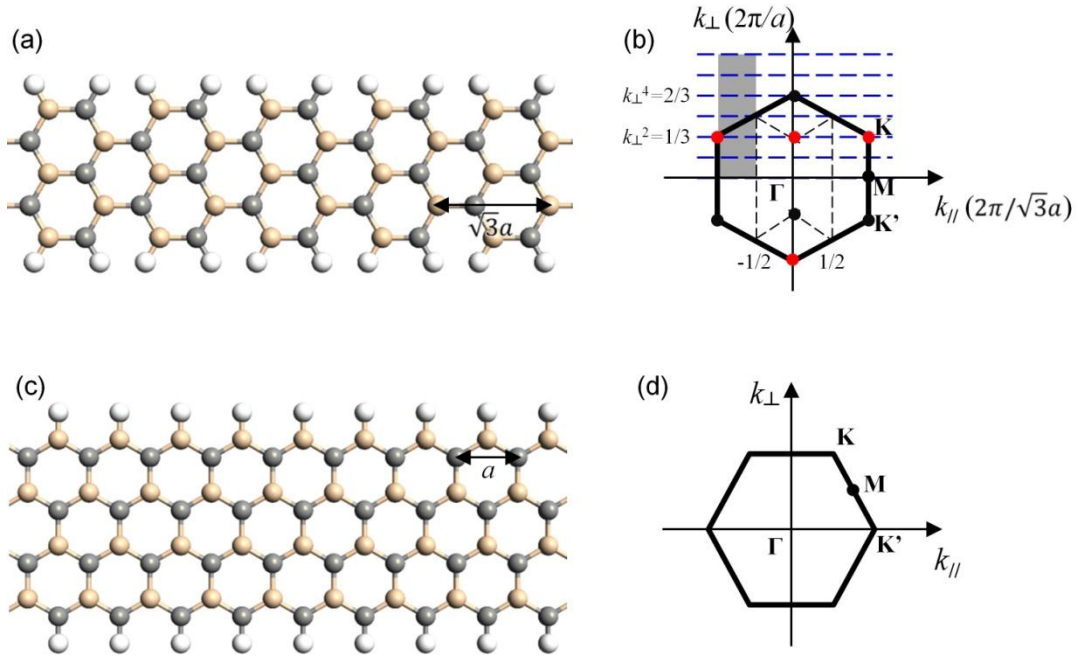 (a)
√3a
(b)
k⊥ (2π/a)
k⊥⁴=2/3
k⊥²=1/3
K
M
Γ
K'
k// (2π/√3a)
-1/2
1/2
(c)
a
(d)
k⊥
K
M
Γ
K'
k//